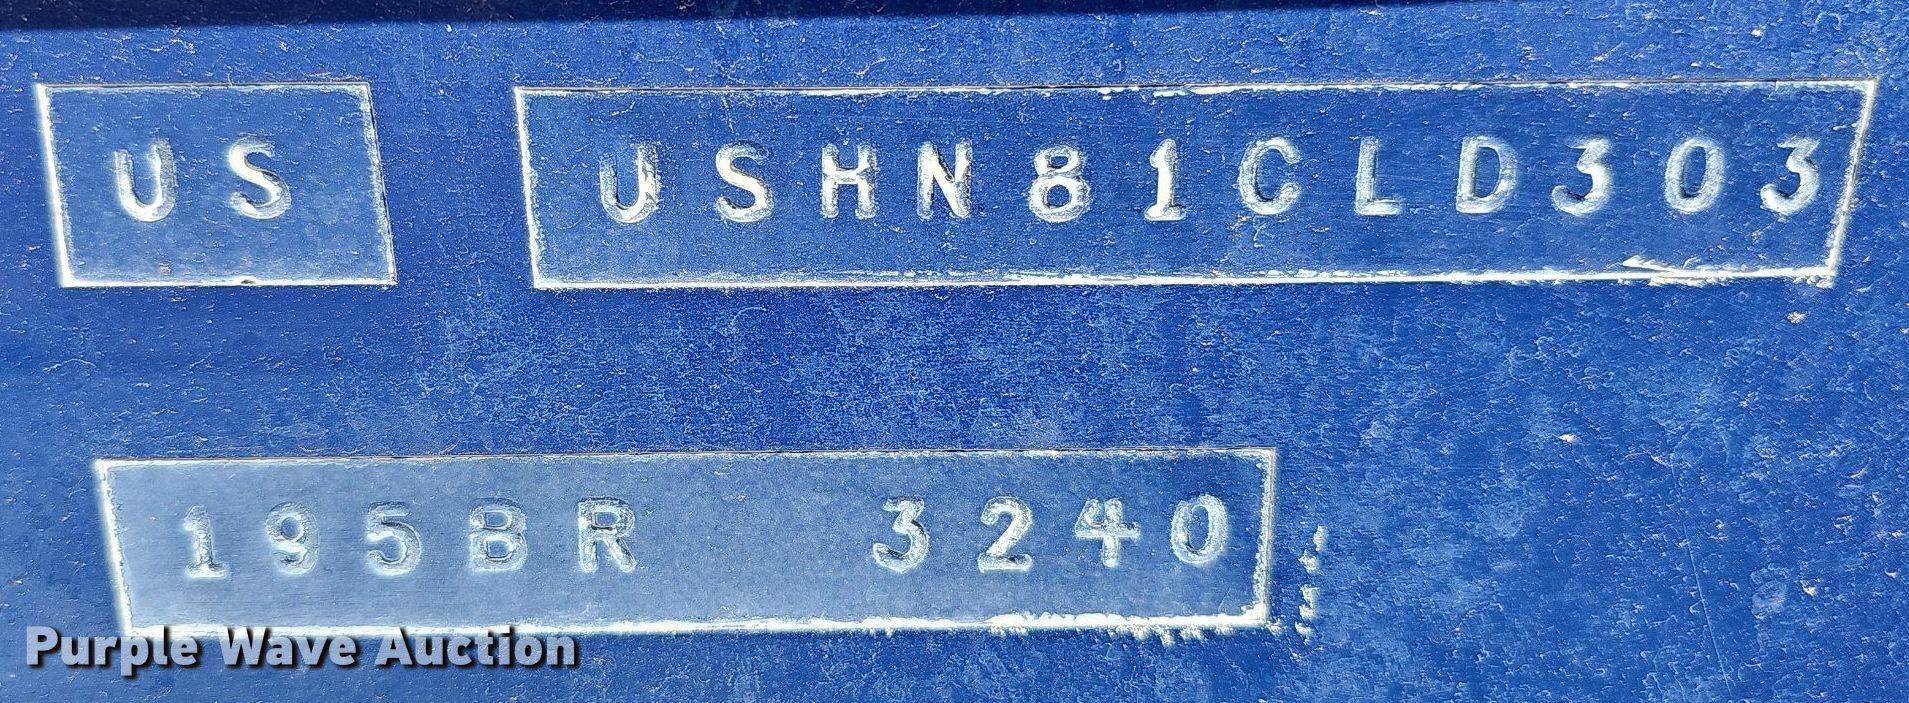 US USHN81CLD303
195BR 3240
Purple Wave Auction